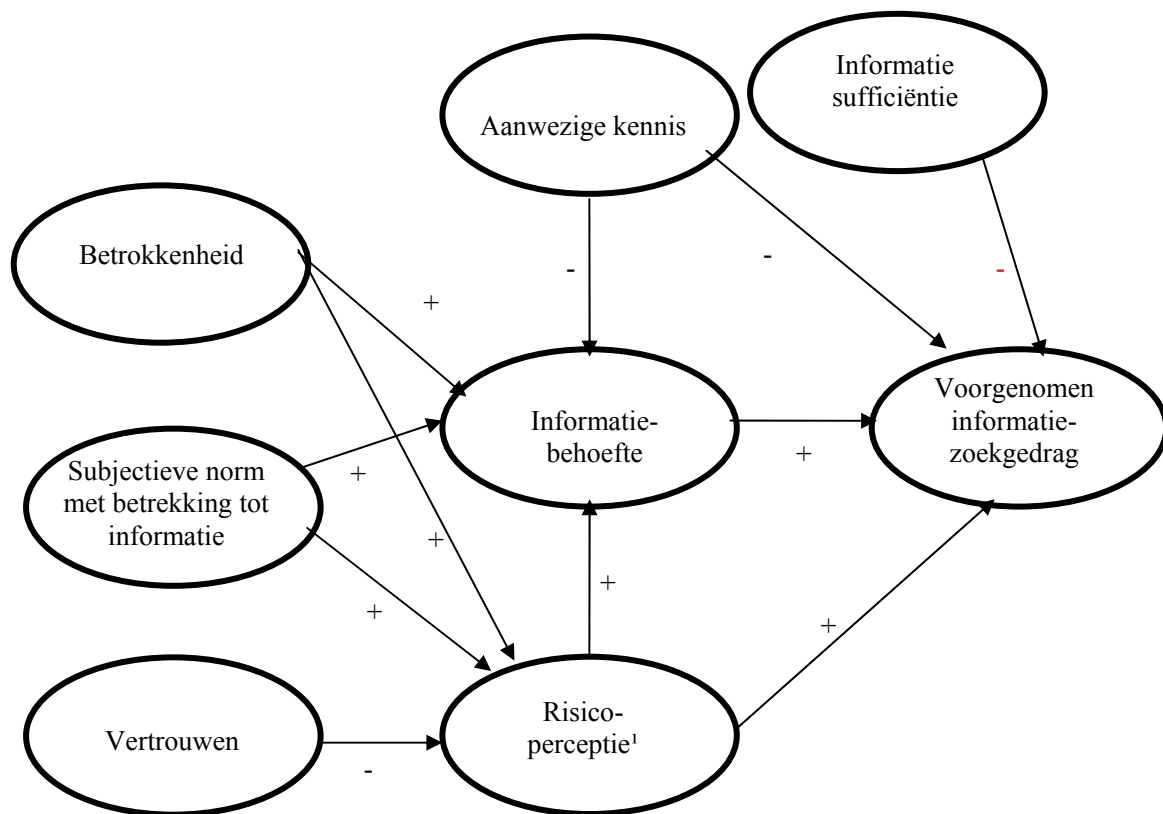 Informatie
sufficiëntie
Aanwezige kennis
Betrokkenheid
-
-
-
+
Informatie-
behoefte
Voorgenomen
informatie-
zoekgedrag
+
+
Subjectieve norm
met betrekking tot
informatie
+
+
+
+
Vertrouwen
-
Risico-
perceptie¹